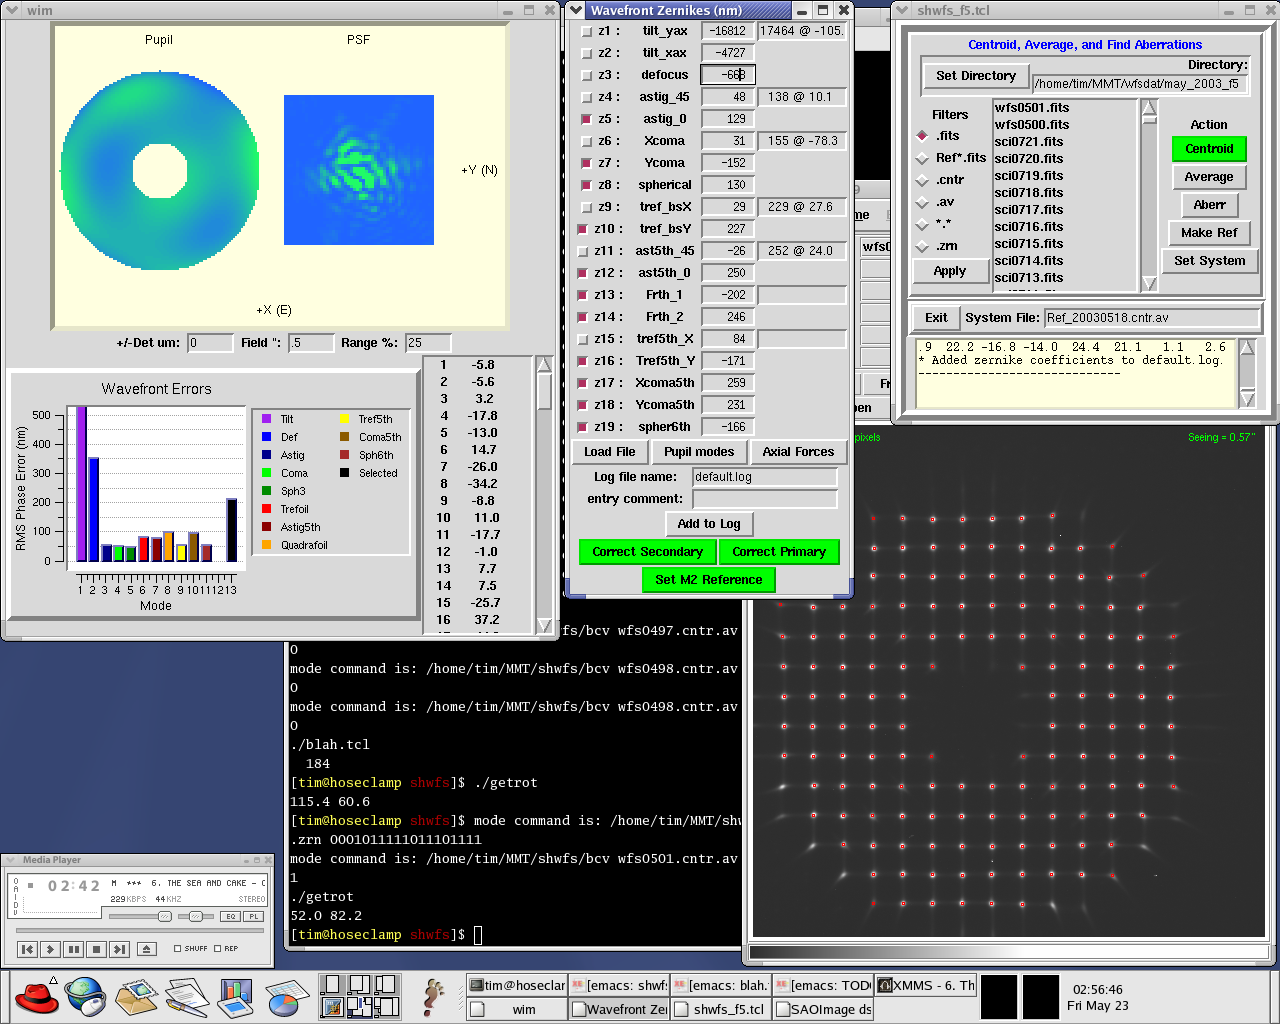 wim
Pupil
PSF
+Y (N)
+X (E)
+/-Det um: 0 Field ": .5 Range %: 25
Wavefront Errors
RMS Phase Error (nm)
500
400
300
200
100
0
1 2 3 4 5 6 7 8 9 10 11 12 13
Mode
Tilt
Def
Astig
Coma
Sph3
Trefoil
Astig5th
Quadrafoil
Tref5th
Coma5th
Sph6th
Selected
1 -5.8
2 -5.6
3 3.2
4 -17.8
5 -13.0
6 14.7
7 -26.0
8 -34.2
9 -8.8
10 11.0
11 -17.7
12 -1.0
13 7.7
14 7.5
15 -25.7
16 37.2
Wavefront Zernikes (nm)
z1 : tilt_yax -16812 17464 @ -105.
z2 : tilt_xax -4727
z3 : defocus -668
z4 : astig_45 48 138 @ 10.1
z5 : astig_0 129
z6 : Xcoma 31 155 @ -78.3
z7 : Ycoma -152
z8 : spherical 130
z9 : tref_bsX 29 229 @ 27.6
z10 : tref_bsY 227
z11 : ast5th_45 -26 252 @ 24.0
z12 : ast5th_0 250
z13 : Frth_1 -202
z14 : Frth_2 246
z15 : tref5th_X 84
z16 : Tref5th_Y -171
z17 : Xcoma5th 259
z18 : Ycoma5th 231
z19 : spher6th -166
Load File Pupil modes Axial Forces
Log file name: default.log
entry comment:
Add to Log
Correct Secondary Correct Primary
Set M2 Reference
shwfs_f5.tcl
Centroid, Average, and Find Aberrations
Set Directory Directory:
/home/tim/MMT/wfsdat/may_2003_f5
Filters
.fits
Ref*.fits
.cntr
.av
*.*
.zrn
Apply
wfs0501.fits
wfs0500.fits
sci0721.fits
sci0720.fits
sci0719.fits
sci0718.fits
sci0717.fits
sci0716.fits
sci0715.fits
sci0714.fits
sci0713.fits
Action
Centroid
Average
Aberr
Make Ref
Set System
Exit System File: Ref_20030518.cntr.av
.9 22.2 -16.8 -14.0 24.4 21.1 1.1 2.6
* Added zernike coefficients to default.log.
----------------------------
9
me
wfs0
Fr
pen
pixels Seeing = 0.57"
fs/bcv wfs0497.cntr.av
0
mode command is: /home/tim/MMT/shwfs/bcv wfs0498.cntr.av
0
mode command is: /home/tim/MMT/shwfs/bcv wfs0498.cntr.av
0
./blah.tcl
184
[tim@hoseclamp shwfs]$ ./getrot
115.4 60.6
[tim@hoseclamp shwfs]$ mode command is: /home/tim/MMT/shw
.zrn 0001011111011101111
mode command is: /home/tim/MMT/shwfs/bcv wfs0501.cntr.av
1
./getrot
52.0 82.2
[tim@hoseclamp shwfs]$
Media Player
O A I D V
02:42
M *** 6. THE SEA AND CAKE - C
229 KBPS 44 KHZ STEREO
EQ PL
SHUFF REP
tim@hoseclar
[emacs: shwf
[emacs: blah.
[emacs: TOD
XMMS - 6. Th
wim
Wavefront Zer
shwfs_f5.tcl
SAOImage ds
02:56:46
Fri May 23